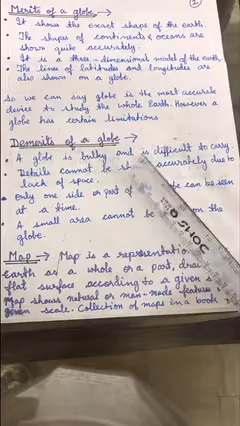 2
Merits of a globe →
• It shows the exact shape of the earth.
• The shapes of continents & oceans are
shown quite accurately.
• It is a three-dimensional model of the earth.
• The lines of latitudes and longitudes are
also shown on a globe.
So we can say globe is the most accurate
device to study the whole Earth. However a
globe has certain limitations
Demerits of a globe →
• A globe is bulky and is difficult to carry.
• Details cannot be accurately due to
lack of space.
• only one side or part of can be seen
at a time.
• A small area cannot be on the
globe.
Map → Map is a representation
Earth as a whole or a part,
flat surface according to a given
Map shows natural or man-made features
given scale. Collection of maps in a book